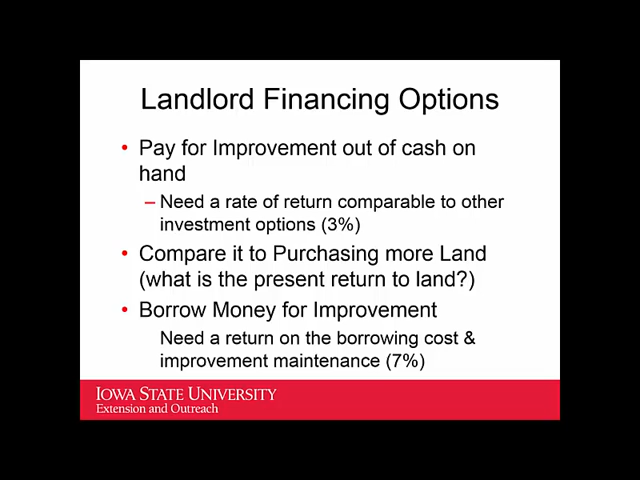 Landlord Financing Options
• Pay for Improvement out of cash on
hand
– Need a rate of return comparable to other
investment options (3%)
• Compare it to Purchasing more Land
(what is the present return to land?)
• Borrow Money for Improvement
Need a return on the borrowing cost &
improvement maintenance (7%)
IOWA STATE UNIVERSITY
Extension and Outreach